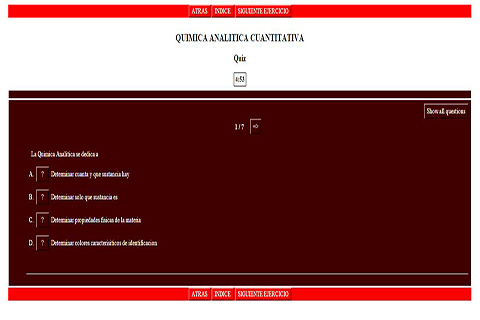 ATRAS INDICE SIGUIENTE EJERCICIO
QUIMICA ANALITICA CUANTITATIVA
Quiz
4:53
Show all questions
1 / 7 =>
La Quimica Analitica se dedica a
A. ? Determinar cuanta y que sustancia hay
B. ? Determinar solo que sustancia es
C. ? Determinar propiedades fisicas de la materia
D. ? Determinar colores caracteristicos de identificacion
ATRAS INDICE SIGUIENTE EJERCICIO